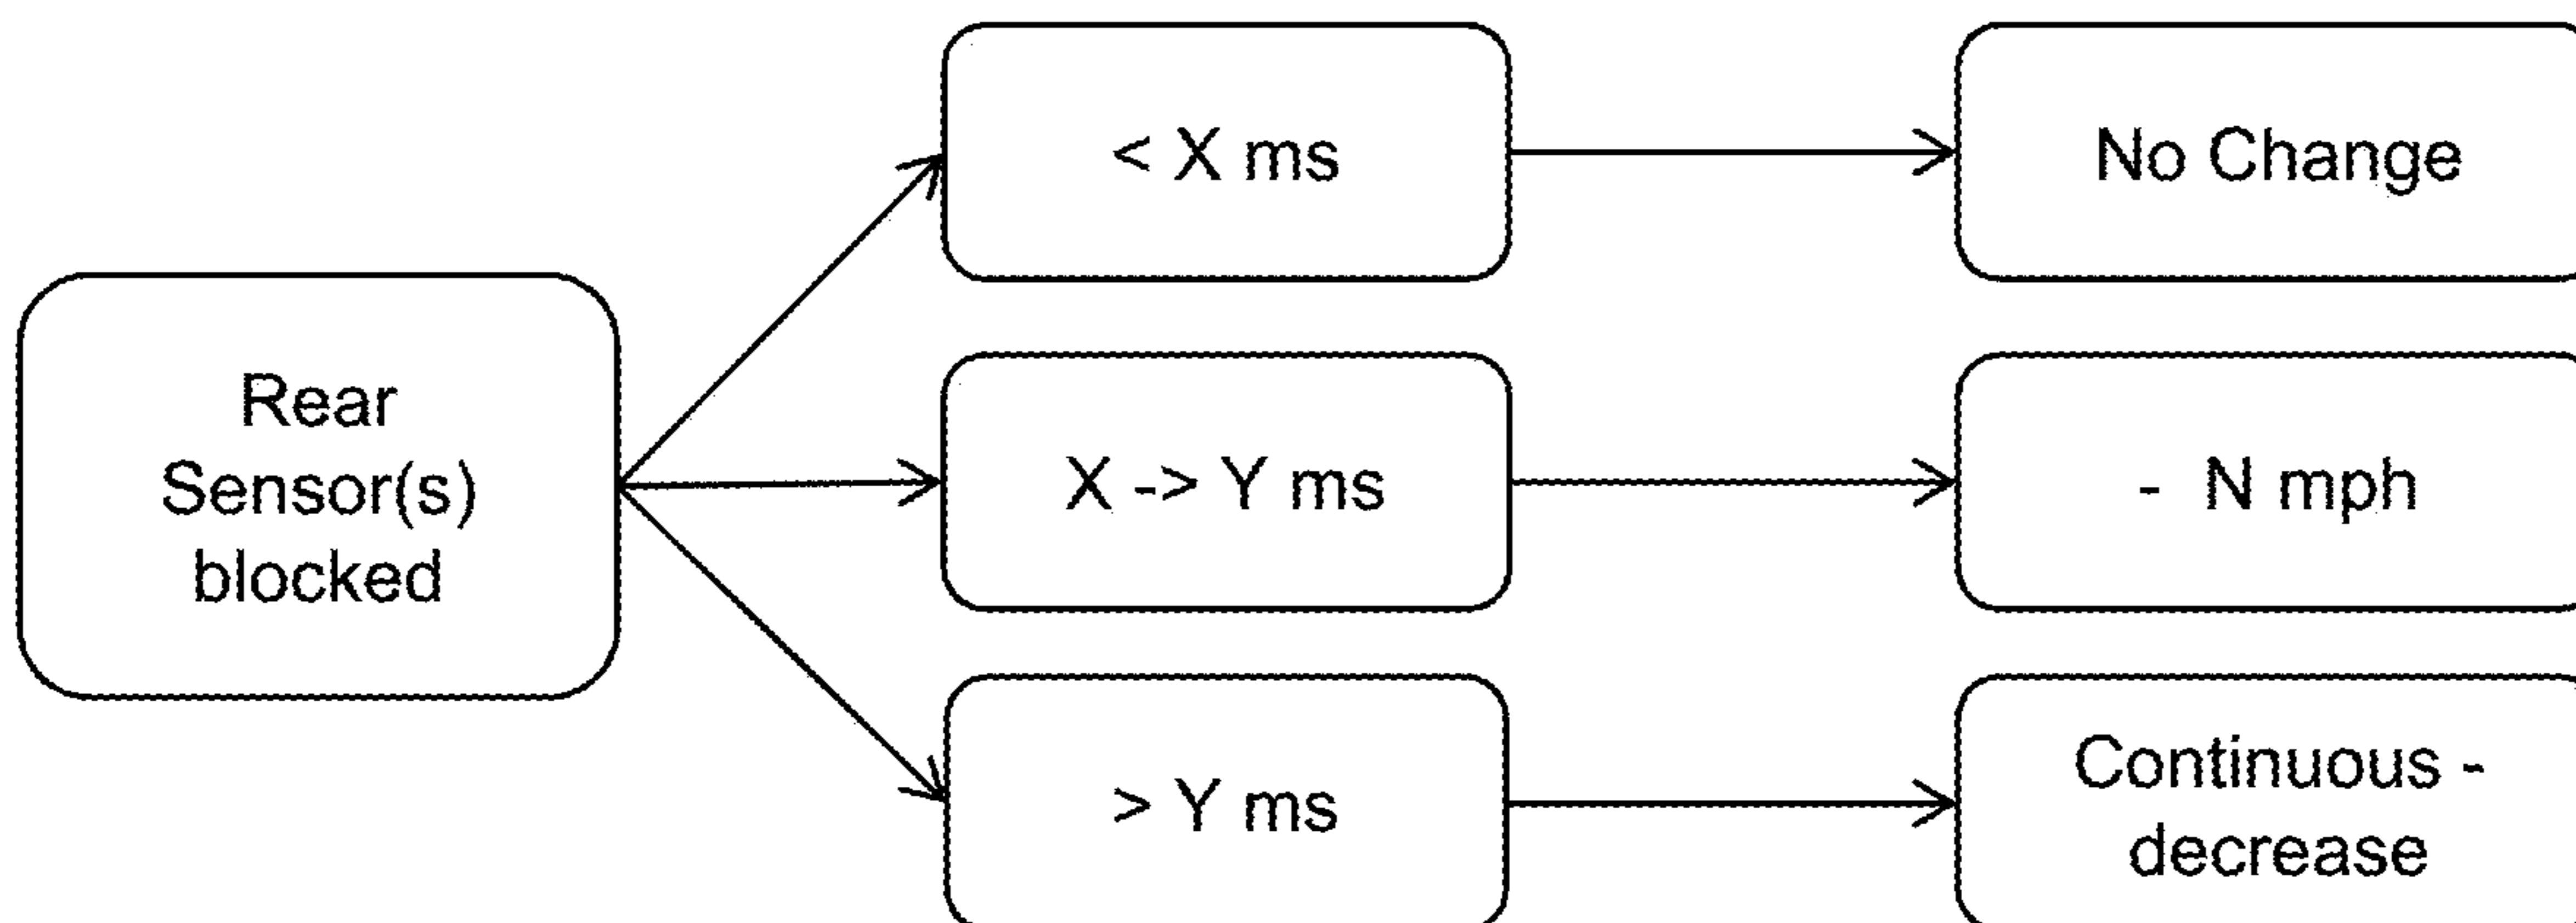 Rear
Sensor(s)
blocked
< X ms
No Change
X -> Y ms
- N mph
> Y ms
Continuous -
decrease